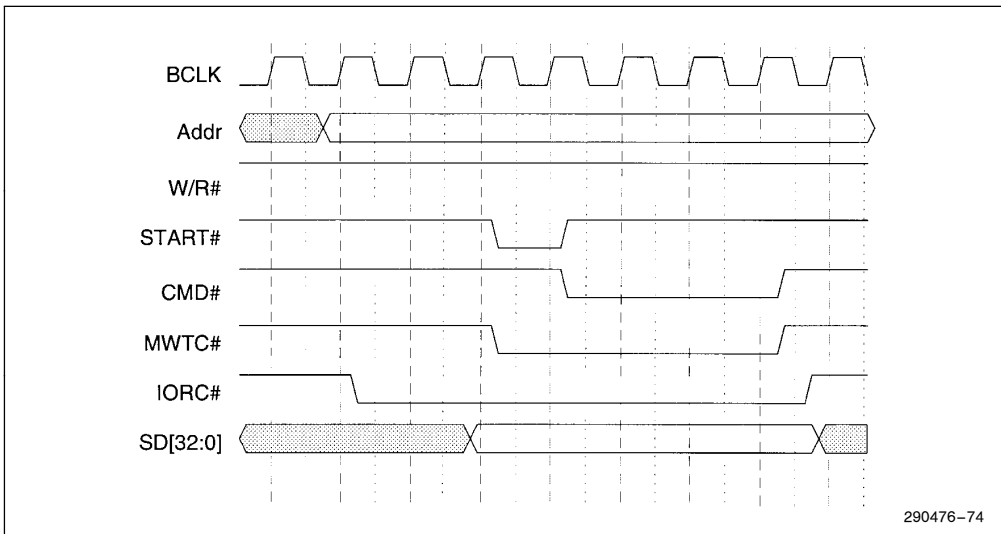 BCLK
Addr
W/R#
START#
CMD#
MWTC#
IORC#
SD[32:0]
290476–74